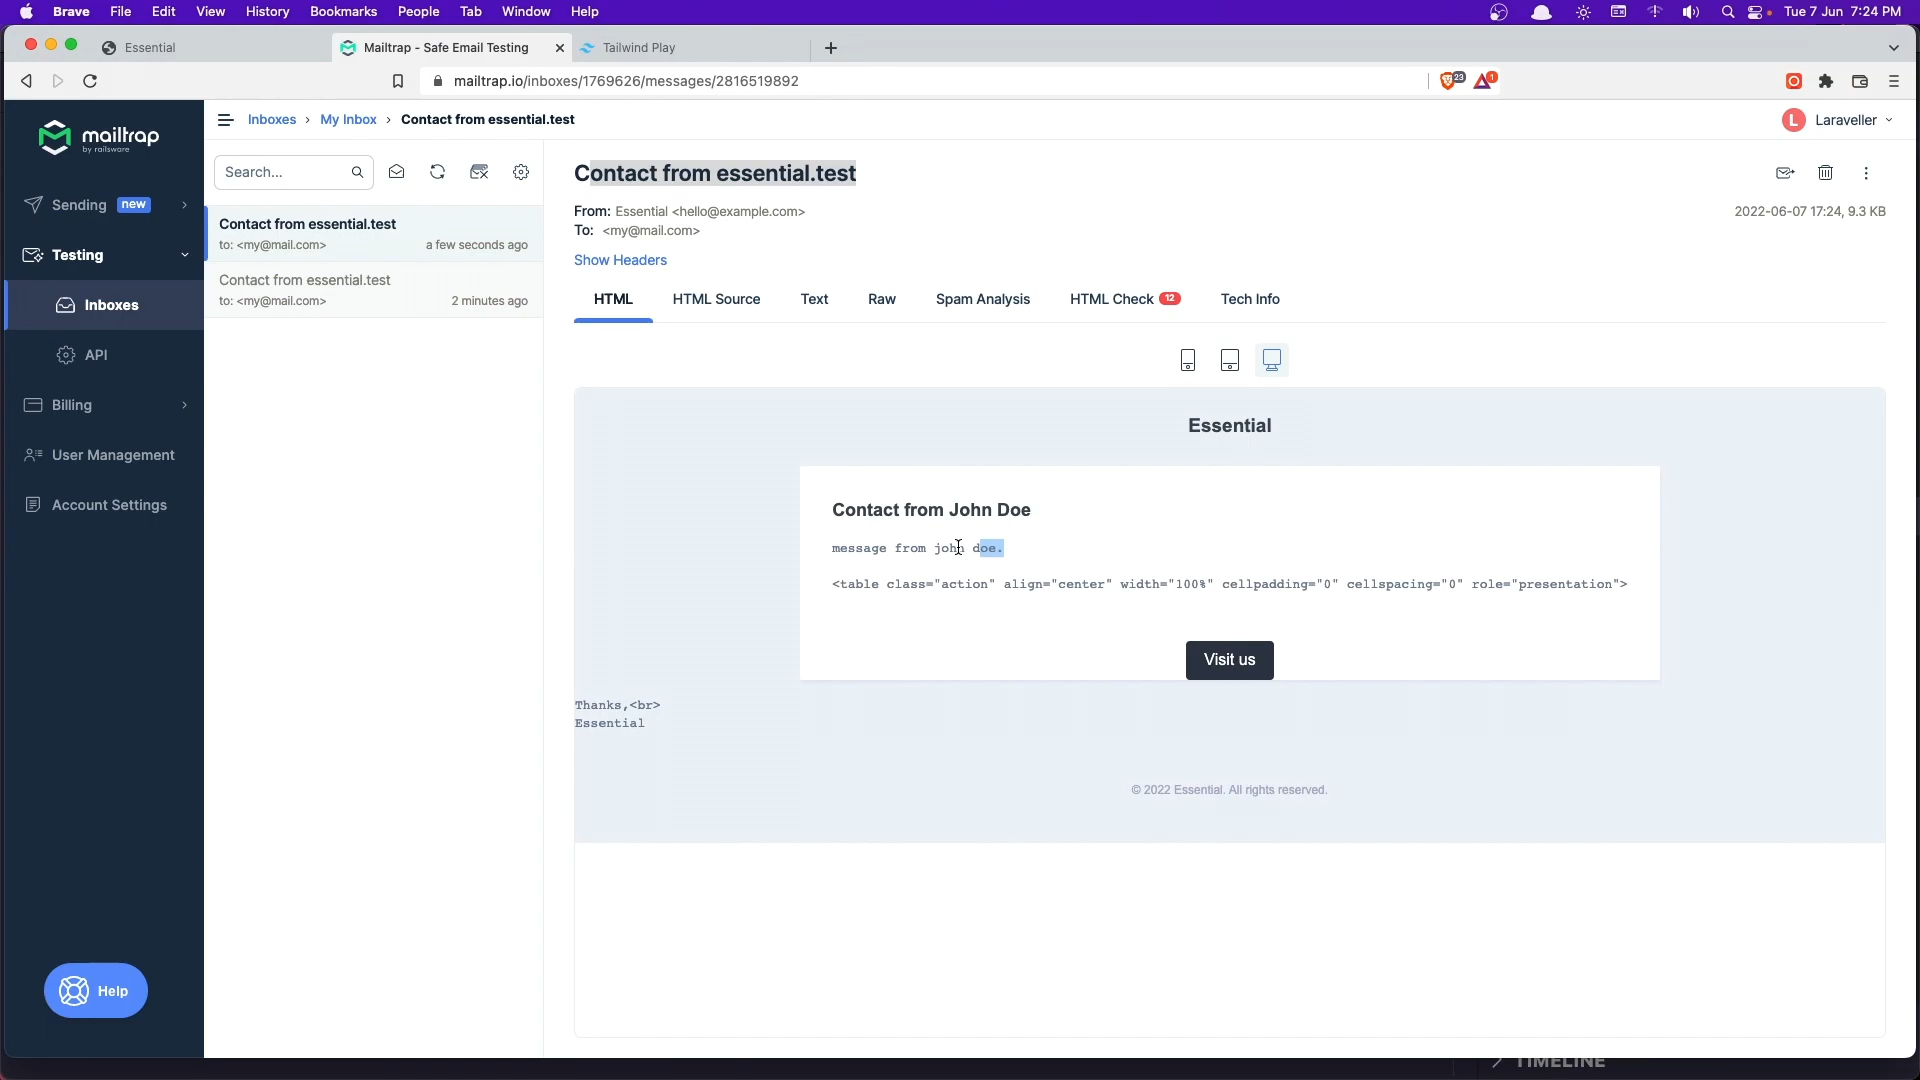 Brave File Edit View History Bookmarks People Tab Window Help Tue 7 Jun 7:24 PM
Essential Mailtrap - Safe Email Testing Tailwind Play
mailtrap.io/inboxes/1769626/messages/2816519892 23 1
mailtrap
by railsware
Inboxes › My Inbox › Contact from essential.test
L Laraveller
Search...
Sending new
Testing
Inboxes
API
Billing
User Management
Account Settings
Help
Contact from essential.test
to: <my@mail.com> a few seconds ago
Contact from essential.test
to: <my@mail.com> 2 minutes ago
Contact from essential.test
From: Essential <hello@example.com> 2022-06-07 17:24, 9.3 KB
To: <my@mail.com>
Show Headers
HTML HTML Source Text Raw Spam Analysis HTML Check 12 Tech Info
Essential
Contact from John Doe
message from john doe.
<table class="action" align="center" width="100%" cellpadding="0" cellspacing="0" role="presentation">
Visit us
Thanks,<br>
Essential
© 2022 Essential. All rights reserved.
TIMELINE